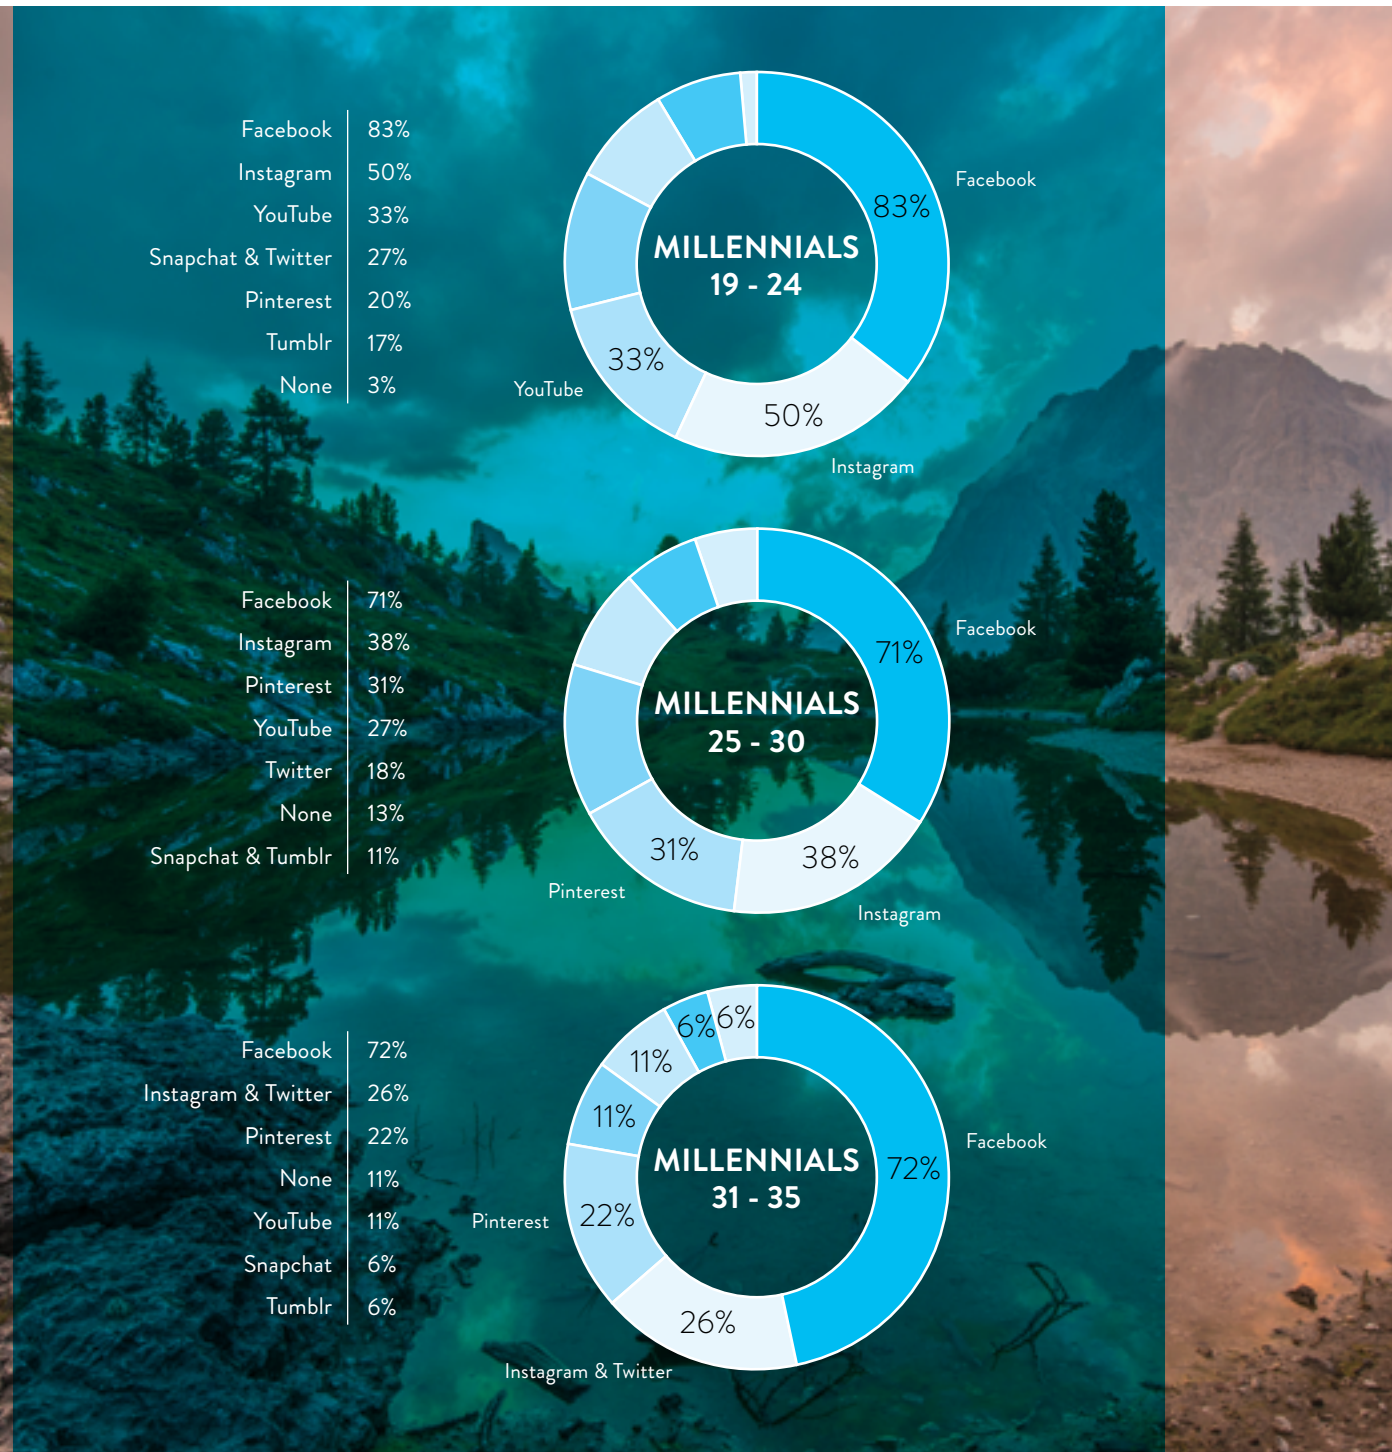 Facebook 83%
Instagram 50%
YouTube 33%
Snapchat & Twitter 27%
Pinterest 20%
Tumblr 17%
None 3%
Facebook
83%
MILLENNIALS
19 - 24
33%
YouTube
50%
Instagram
Facebook 71%
Instagram 38%
Pinterest 31%
YouTube 27%
Twitter 18%
None 13%
Snapchat & Tumblr 11%
Facebook
71%
MILLENNIALS
25 - 30
31%
38%
Pinterest
Instagram
Facebook 72%
Instagram & Twitter 26%
Pinterest 22%
None 11%
YouTube 11%
Snapchat 6%
Tumblr 6%
6% 6%
11%
11%
Facebook
MILLENNIALS
31 - 35
72%
Pinterest
22%
26%
Instagram & Twitter